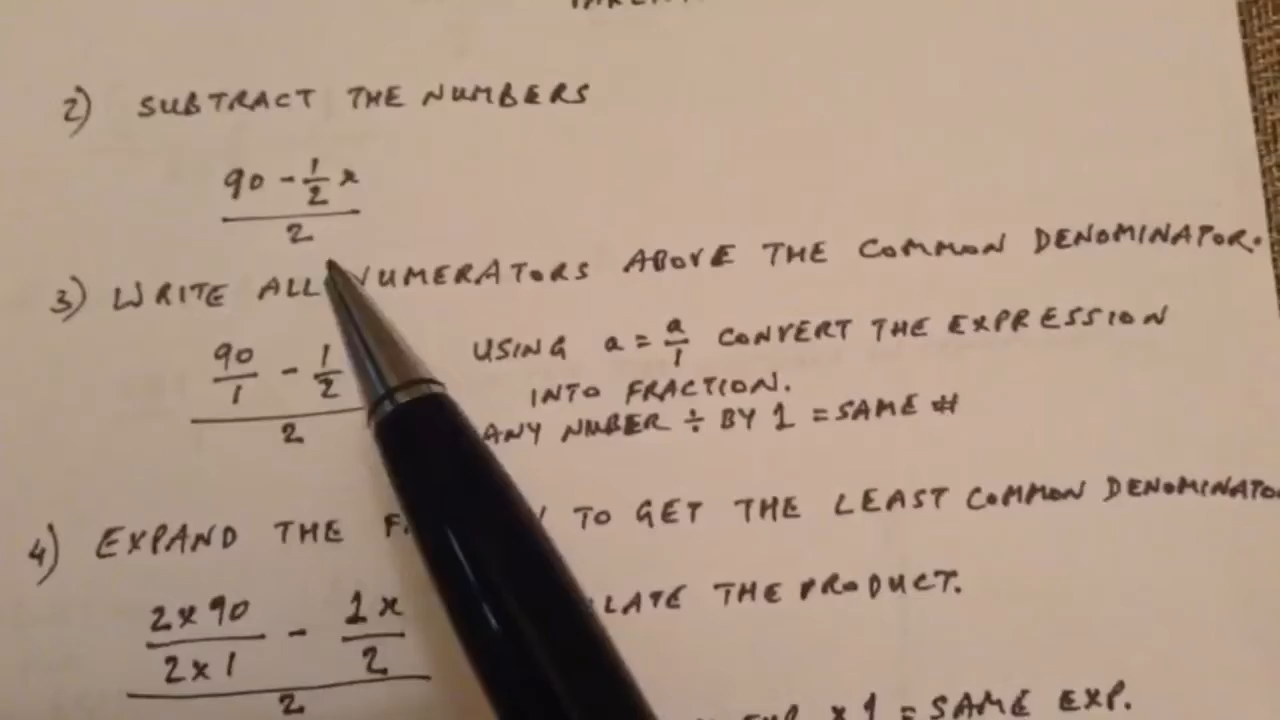 2) SUBTRACT THE NUMBERS
90 - 1/2 x
2
3) WRITE ALL NUMERATORS ABOVE THE COMMON DENOMINATOR.
90/1 - 1/2
2
USING a = a/1 CONVERT THE EXPRESSION
INTO FRACTION.
ANY NMBER ÷ BY 1 = SAME #
4) EXPAND THE TO GET THE LEAST COMMON DENOMINATO
2x90/2x1 - 1x/2
2
THE PRODUCT.
x 1 = SAME EXP.